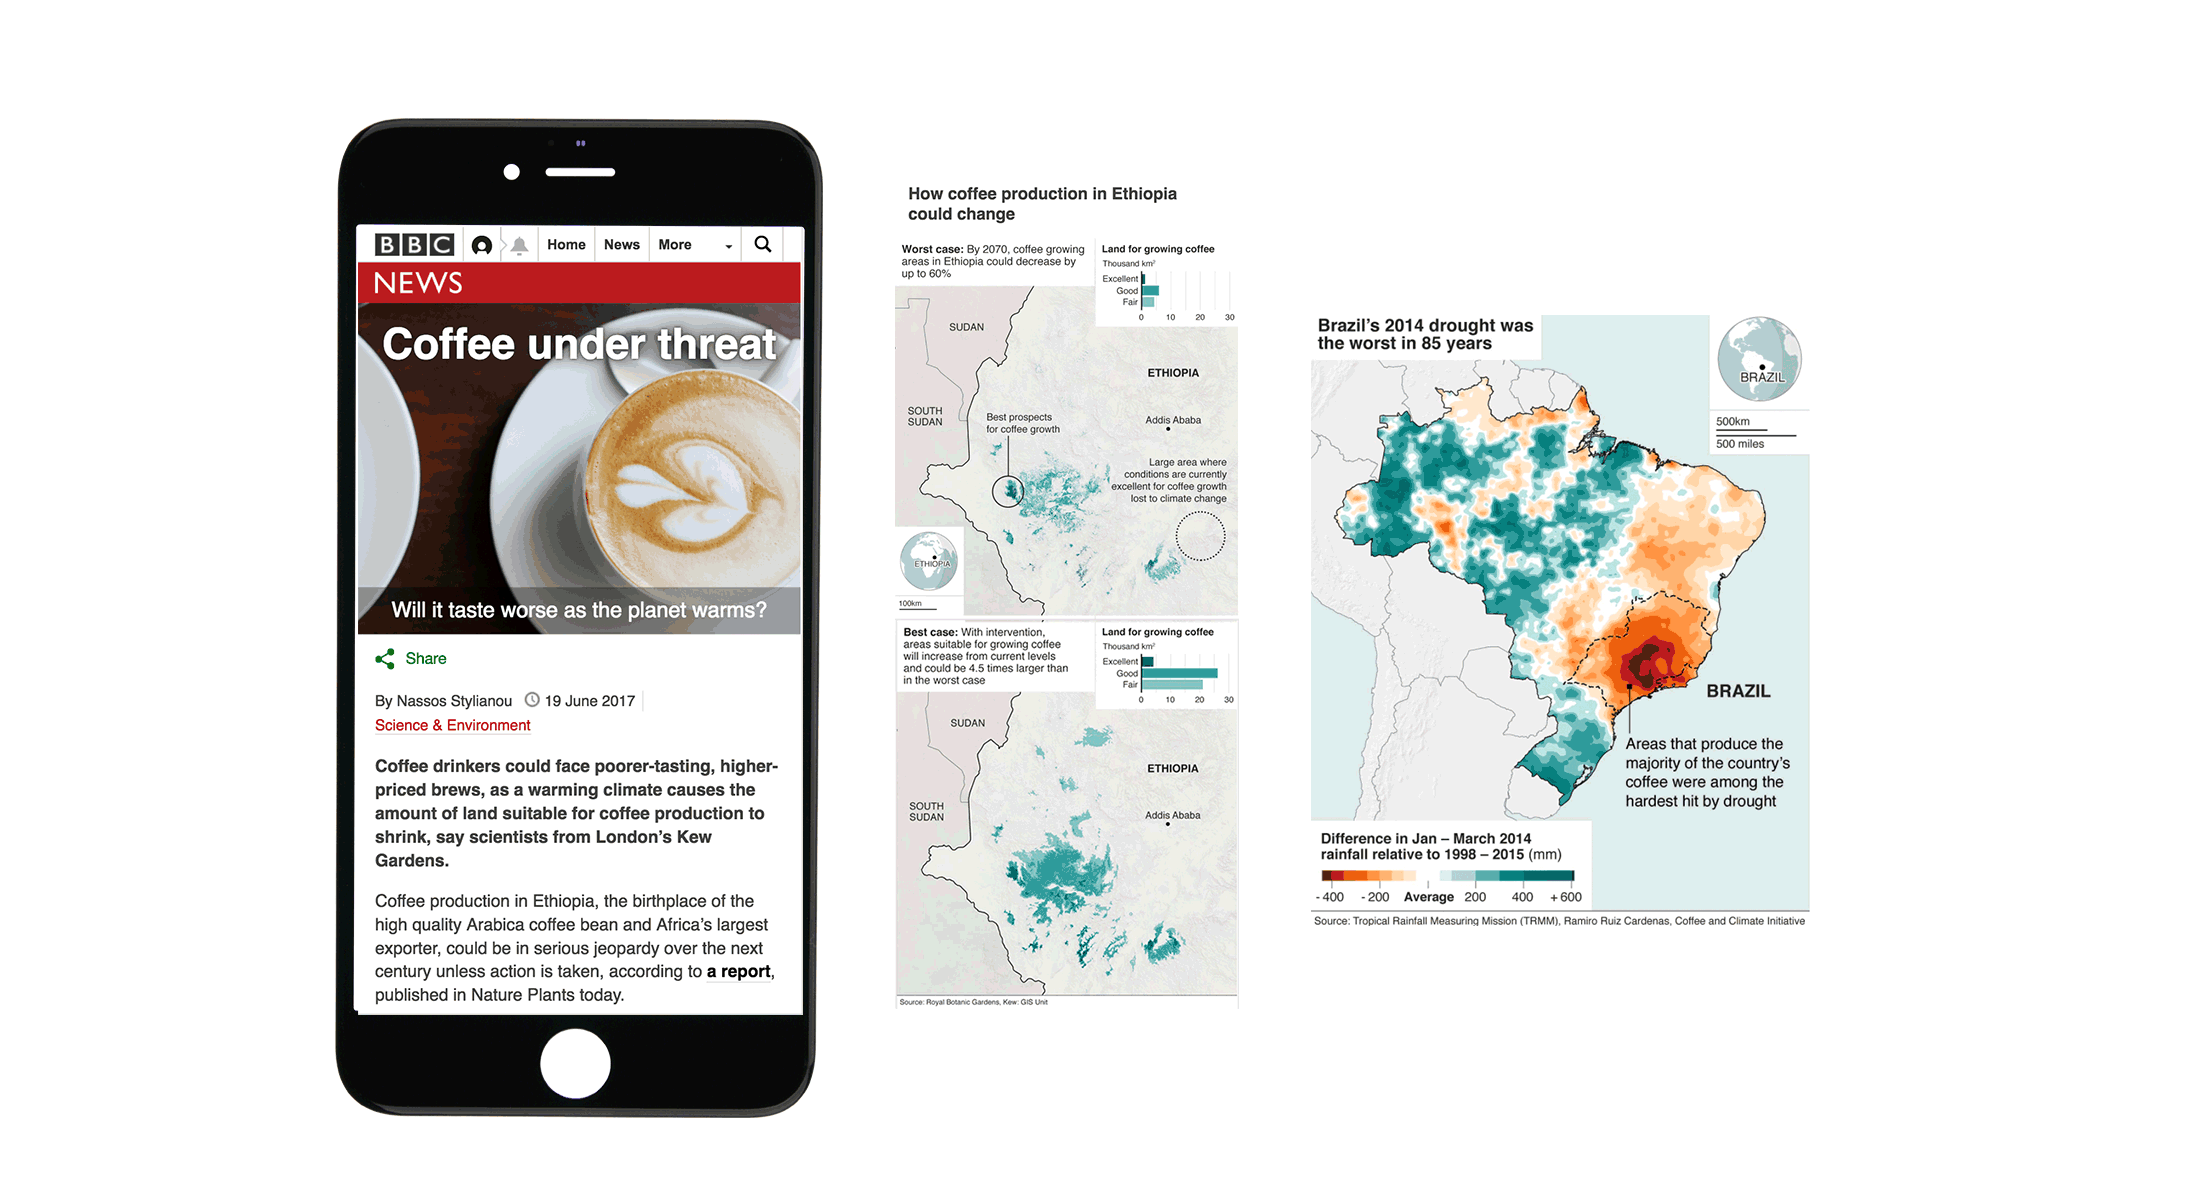 BBC
Home
News
More
NEWS
Coffee under threat
Will it taste worse as the planet warms?
Share
By Nassos Stylianou
19 June 2017
Science & Environment
Coffee drinkers could face poorer-tasting, higher-
priced brews, as a warming climate causes the
amount of land suitable for coffee production to
shrink, say scientists from London's Kew
Gardens.
Coffee production in Ethiopia, the birthplace of the
high quality Arabica coffee bean and Africa's largest
exporter, could be in serious jeopardy over the next
century unless action is taken, according to a report,
published in Nature Plants today.
How coffee production in Ethiopia
could change
Worst case: By 2070, coffee growing
areas in Ethiopia could decrease by
up to 60%
Land for growing coffee
Thousand km²
Excellent
Good
Fair
0 10 20 30
SUDAN
ETHIOPIA
SOUTH
SUDAN
Best prospects
for coffee growth
Addis Ababa
Large area where
conditions are currently
excellent for coffee growth
lost to climate change
ETHIOPIA
100km
Best case: With intervention,
areas suitable for growing coffee
will increase from current levels
and could be 4.5 times larger than
in the worst case
Land for growing coffee
Thousand km²
Excellent
Good
Fair
0 10 20 30
SUDAN
ETHIOPIA
SOUTH
SUDAN
Addis Ababa
Source: Royal Botanic Gardens, Kew: GIS Unit
Brazil's 2014 drought was
the worst in 85 years
BRAZIL
500km
500 miles
BRAZIL
Areas that produce the
majority of the country's
coffee were among the
hardest hit by drought
Difference in Jan – March 2014
rainfall relative to 1998 – 2015 (mm)
- 400 - 200 Average 200 400 + 600
Source: Tropical Rainfall Measuring Mission (TRMM), Ramiro Ruiz Cardenas, Coffee and Climate Initiative